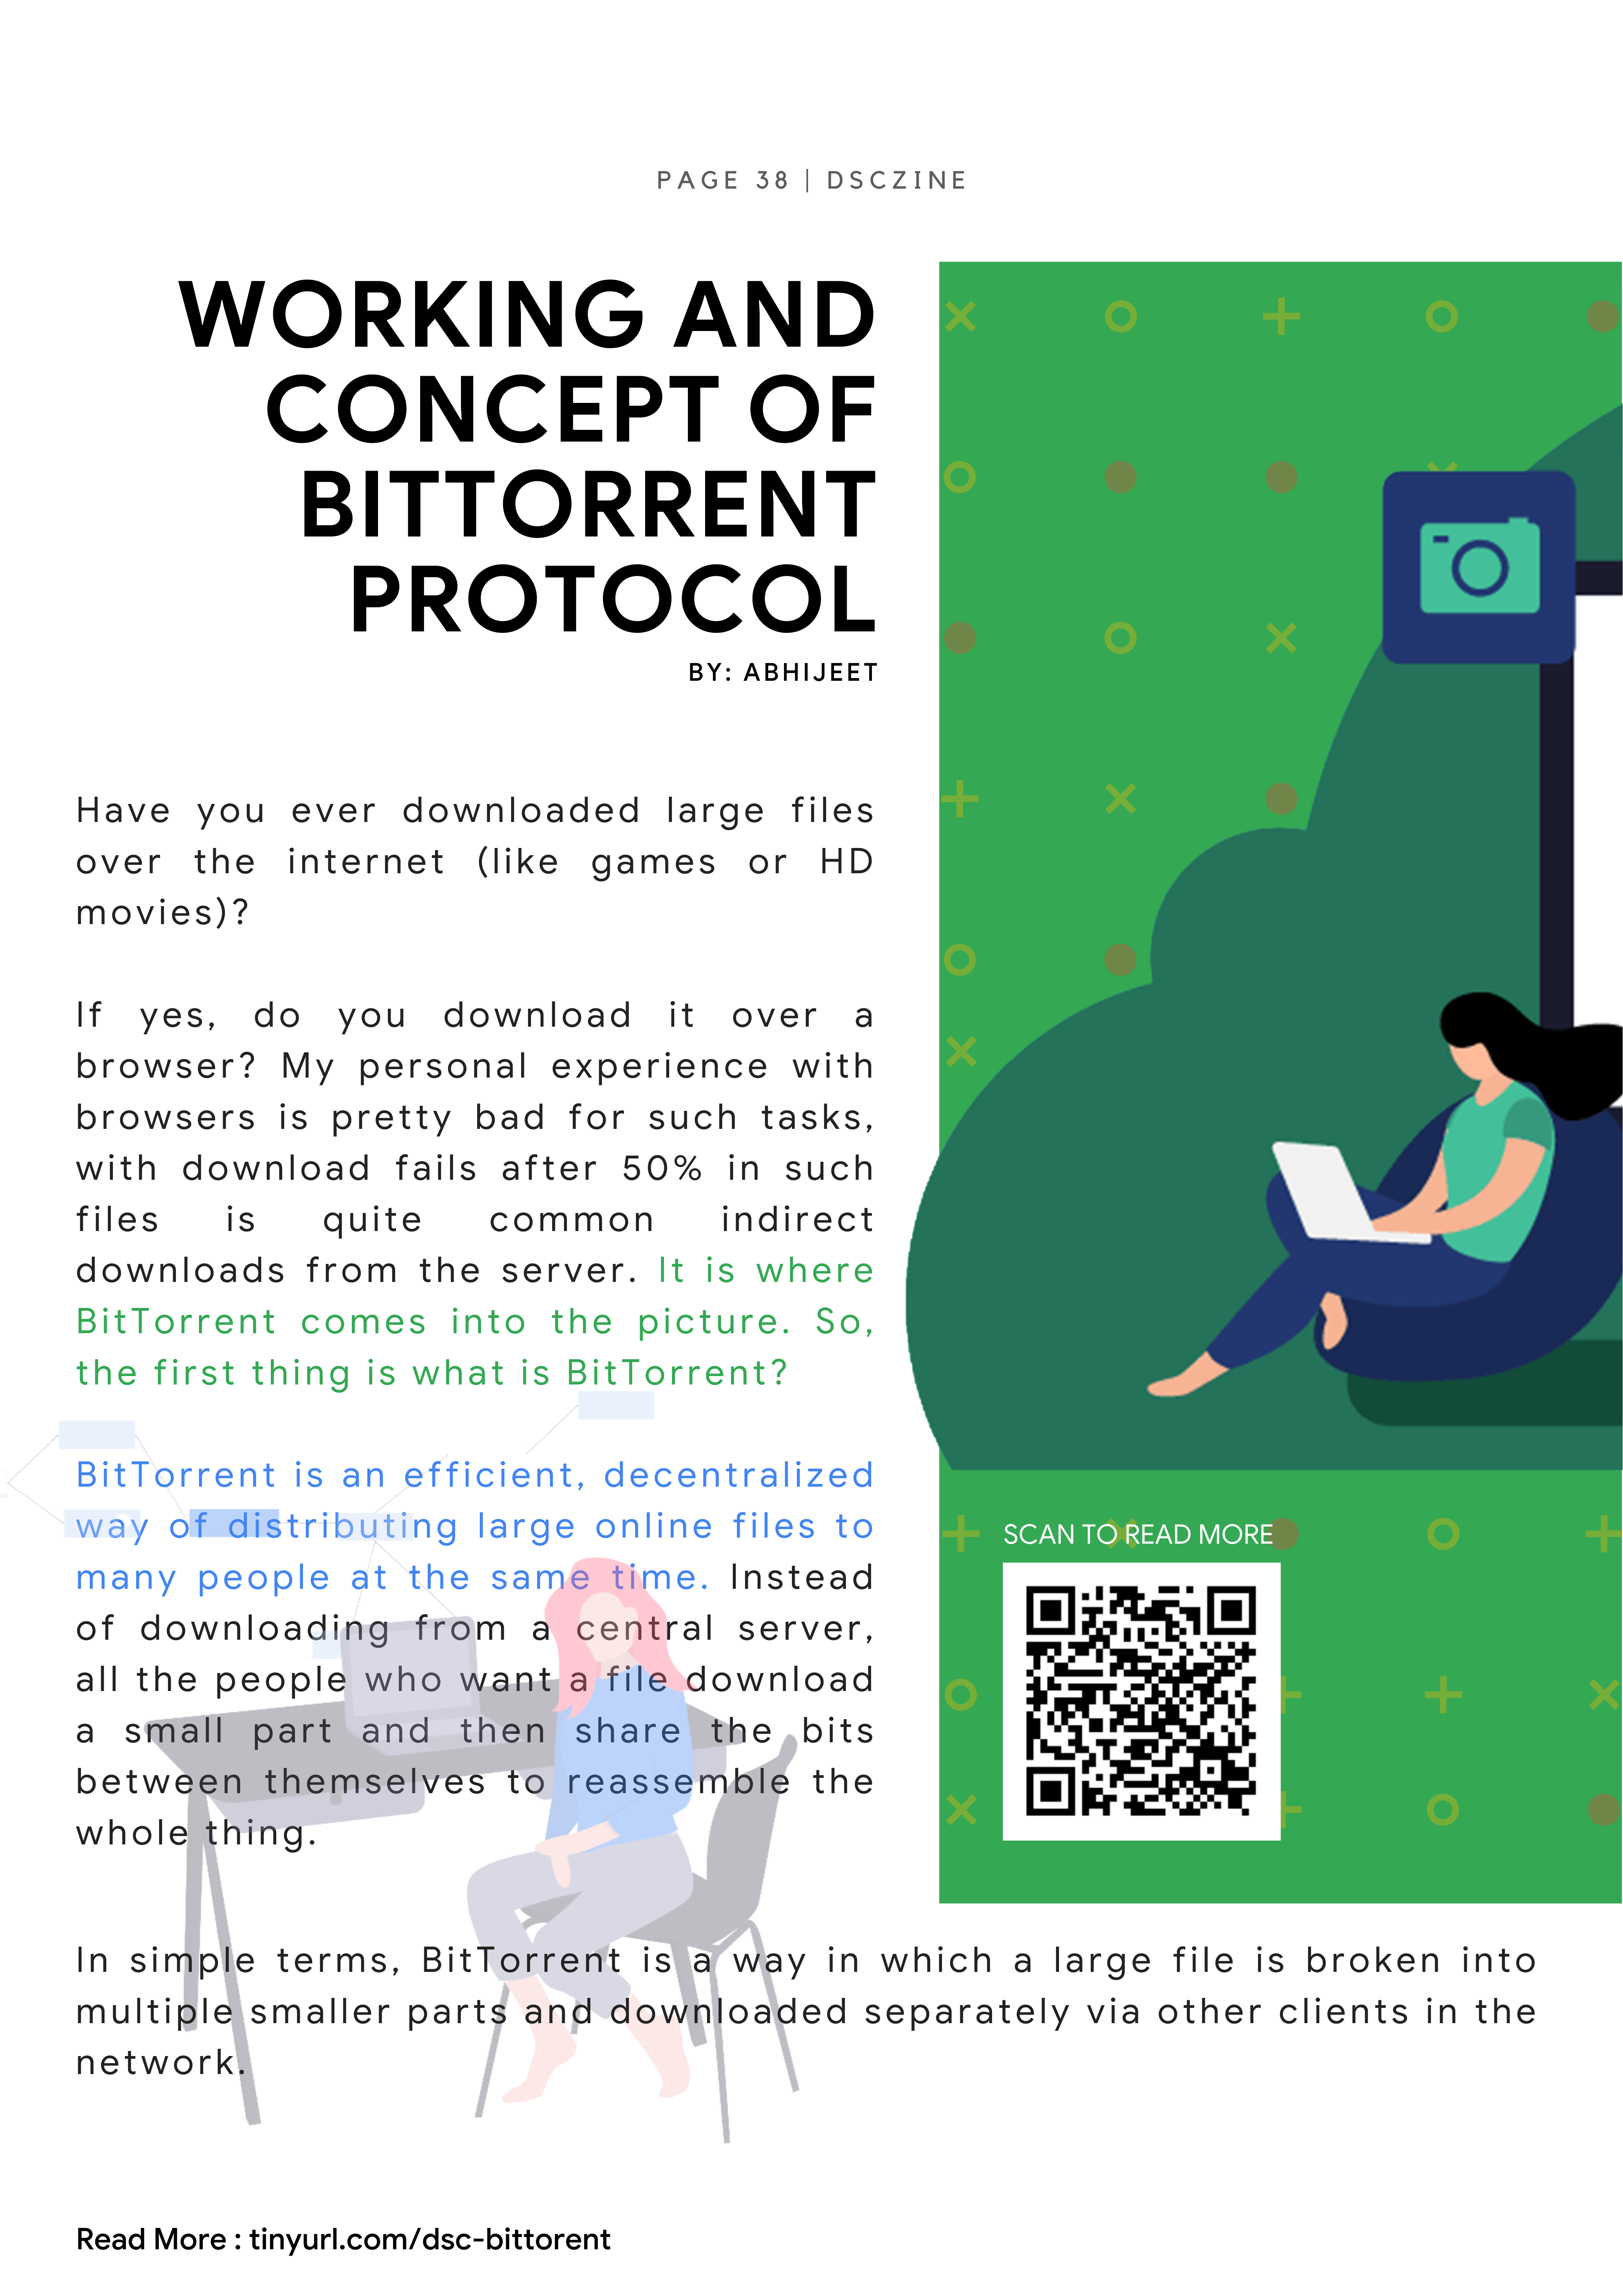 PAGE 38 | DSCZINE
WORKING AND
CONCEPT OF
BITTORRENT
PROTOCOL
BY: ABHIJEET
Have you ever downloaded large files
over the internet (like games or HD
movies)?
If yes, do you download it over a
browser? My personal experience with
browsers is pretty bad for such tasks,
with download fails after 50% in such
files is quite common indirect
downloads from the server. It is where
BitTorrent comes into the picture. So,
the first thing is what is BitTorrent?
BitTorrent is an efficient, decentralized
way of distributing large online files to
many people at the same time. Instead
of downloading from a central server,
all the people who want a file download
a small part and then share the bits
between themselves to reassemble the
whole thing.
SCAN TO READ MORE
In simple terms, BitTorrent is a way in which a large file is broken into
multiple smaller parts and downloaded separately via other clients in the
network.
Read More : tinyurl.com/dsc-bittorent